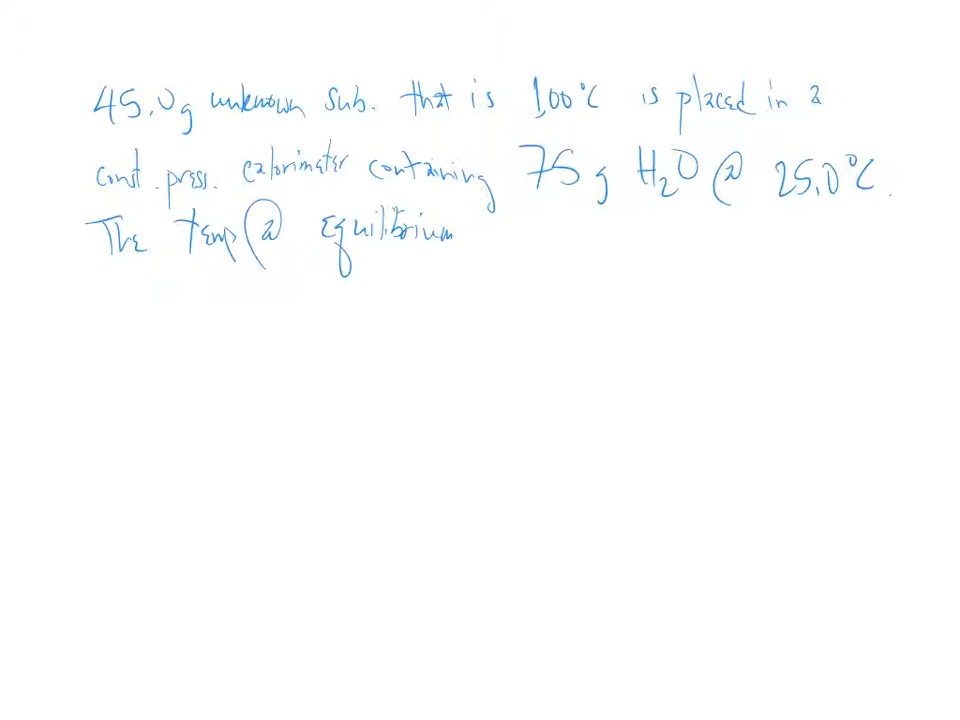 45.0g unknown sub. that is 100°C is placed in a
const. press. calorimeter containing 75g H₂O @ 25.0°C.
The temp @ equilibrium